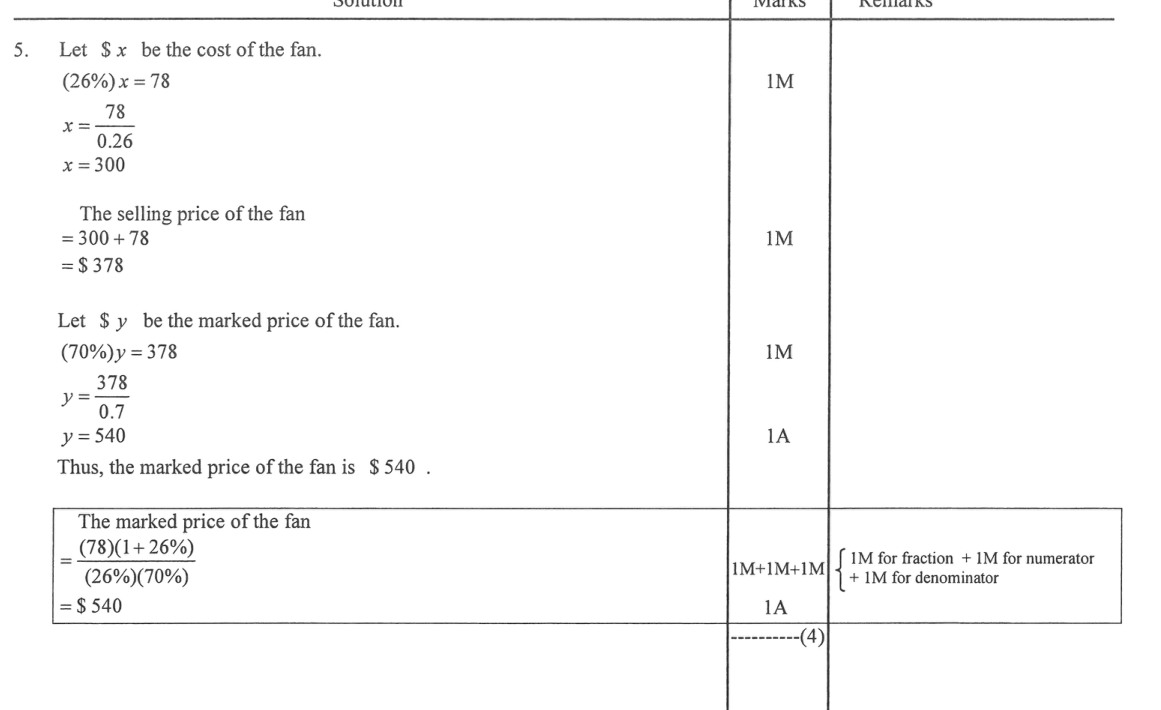 Solution Marks Remarks
5. Let $ x be the cost of the fan.
(26%) x = 78 1M
x = 78/0.26
x = 300
The selling price of the fan
= 300 + 78 1M
= $ 378
Let $ y be the marked price of the fan.
(70%)y = 378 1M
y = 378/0.7
y = 540 1A
Thus, the marked price of the fan is $ 540 .
The marked price of the fan
= (78)(1+ 26%)/(26%)(70%) 1M+1M+1M { 1M for fraction + 1M for numerator
+ 1M for denominator
= $ 540 1A
----------(4)